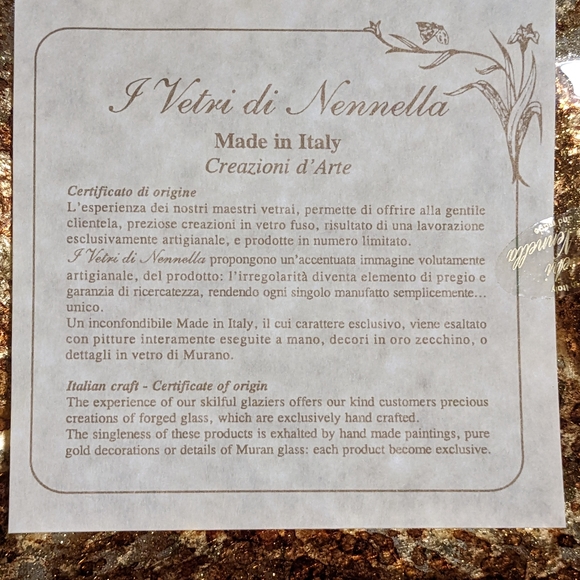 I Vetri di Nennella
Made in Italy
Creazioni d'Arte
Certificato di origine
L'esperienza dei nostri maestri vetrai, permette di offrire alla gentile
clientela, preziose creazioni in vetro fuso, risultato di una lavorazione
esclusivamente artigianale, e prodotte in numero limitato.
I Vetri di Nennella propongono un'accentuata immagine volutamente
artigianale, del prodotto: l'irregolarità diventa elemento di pregio e
garanzia di ricercatezza, rendendo ogni singolo manufatto semplicemente...
unico.
Un inconfondibile Made in Italy, il cui carattere esclusivo, viene esaltato
con pitture interamente eseguite a mano, decori in oro zecchino, o
dettagli in vetro di Murano.
Italian craft - Certificate of origin
The experience of our skilful glaziers offers our kind customers precious
creations of forged glass, which are exclusively hand crafted.
The singleness of these products is exhalted by hand made paintings, pure
gold decorations or details of Muran glass: each product become exclusive.
Nennella